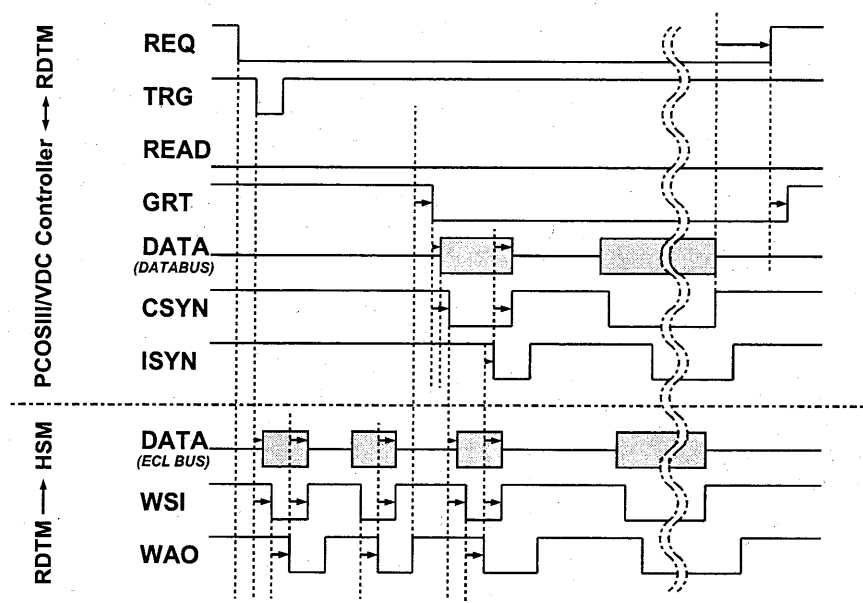 PCOSIII/VDC Controller ↔ RDTM
REQ
TRG
READ
GRT
DATA
(DATABUS)
CSYN
ISYN
RDTM → HSM
DATA
(ECL BUS)
WSI
WAO